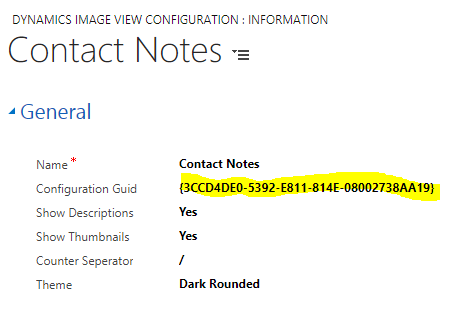 DYNAMICS IMAGE VIEW CONFIGURATION : INFORMATION
Contact Notes
General
Name * Contact Notes
Configuration Guid {3CCD4DE0-5392-E811-814E-08002738AA19}
Show Descriptions Yes
Show Thumbnails Yes
Counter Seperator /
Theme Dark Rounded